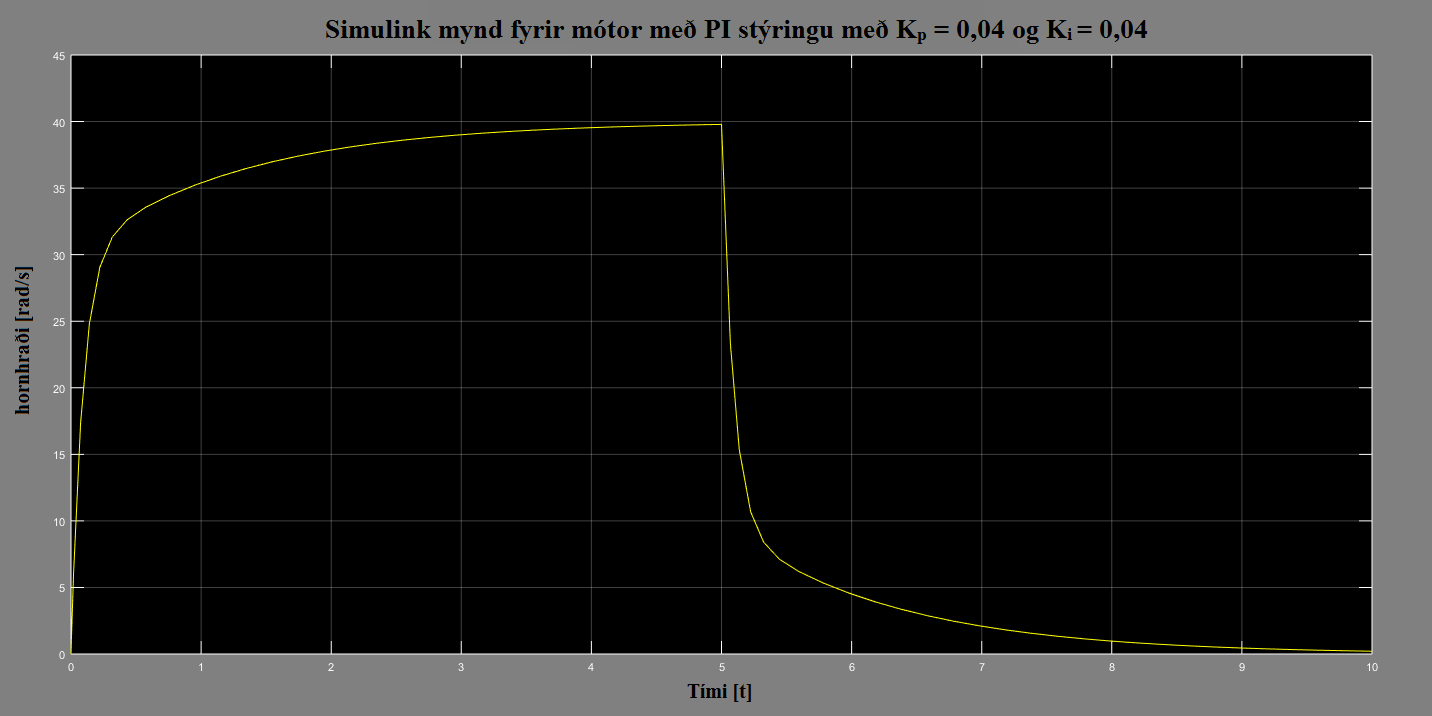 Simulink mynd fyrir mótor með PI stýringu með Kₚ = 0,04 og Kᵢ = 0,04
45
40
35
30
25
20
15
10
5
0
hornhraði [rad/s]
0 1 2 3 4 5 6 7 8 9 10
Tími [t]